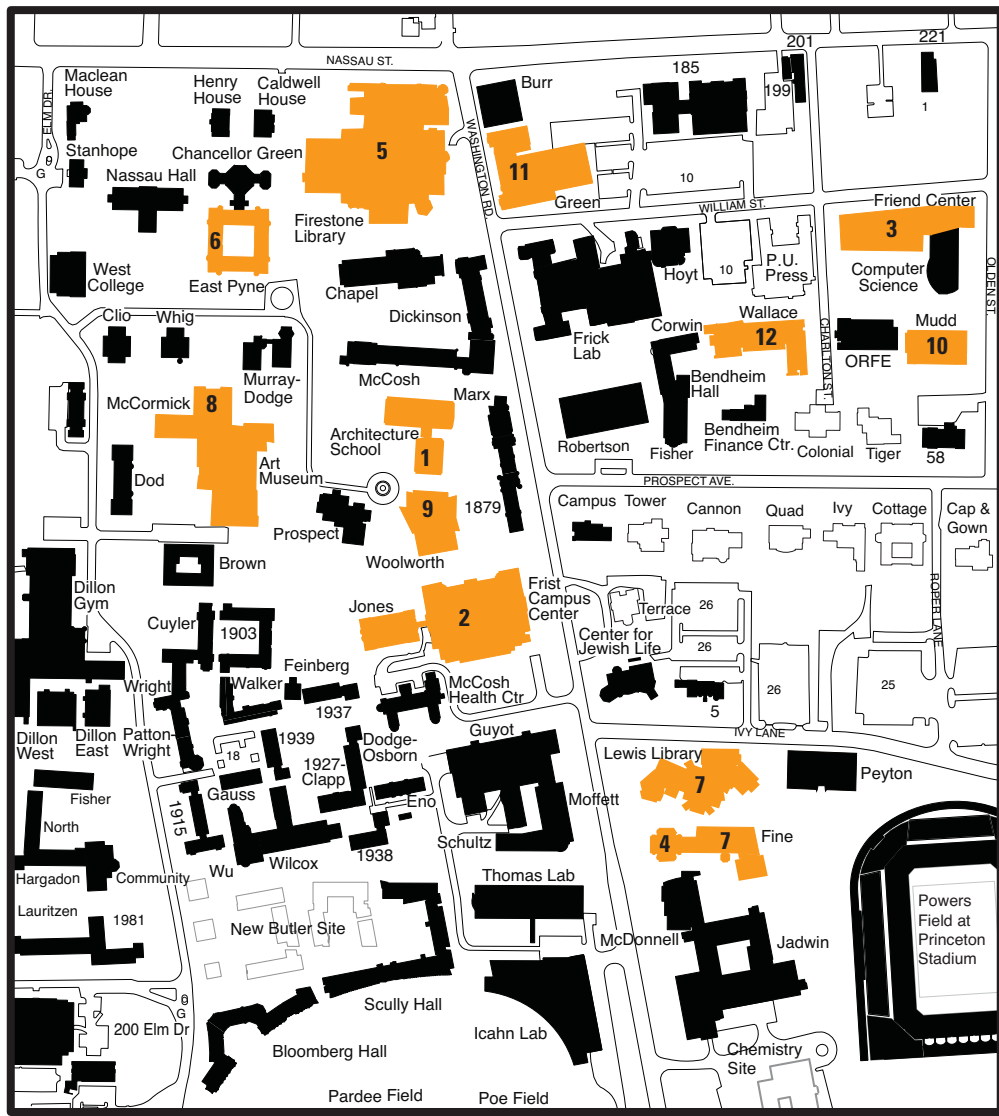 NASSAU ST.
201
221
Maclean
House
ELM DR.
Henry
House
Caldwell
House
Burr
185
199
1
WASHINGTON RD.
5
Stanhope
G
Chancellor Green
Nassau Hall
11
10
Green
WILLIAM ST.
Friend Center
3
Firestone
Library
6
Hoyt
10
P.U.
Press
Computer
Science
OLDEN ST.
West
College
East Pyne
Chapel
Dickinson
Clio
Whig
Frick
Lab
Corwin
Wallace
12
CHARLTON ST.
ORFE
Mudd
10
McCosh
Murray-
Dodge
Marx
Bendheim
Hall
McCormick
8
Architecture
School
1
Robertson
Fisher
Bendheim
Finance Ctr.
Colonial
Tiger
58
Dod
Art
Museum
PROSPECT AVE.
9
1879
Prospect
Woolworth
Campus
Tower
Cannon
Quad
Ivy
Cottage
Cap &
Gown
Brown
Dillon
Gym
Jones
2
Frist
Campus
Center
ROPER LANE
Cuyler
1903
Terrace
26
Center for
Jewish Life
26
26
25
Wright
Walker
Feinberg
1937
McCosh
Health Ctr
5
Dillon
West
Dillon
East
Patton-
Wright
18
1939
1927-
Clapp
Dodge-
Osborn
Guyot
IVY LANE
Lewis Library
7
Peyton
Fisher
Gauss
Eno
Moffett
1915
North
Wu
Wilcox
1938
Schultz
4
7
Fine
Hargadon
Community
Thomas Lab
Lauritzen
1981
New Butler Site
McDonnell
Jadwin
Powers
Field at
Princeton
Stadium
G
200 Elm Dr
Scully Hall
Icahn Lab
Bloomberg Hall
Chemistry
Site
Pardee Field
Poe Field